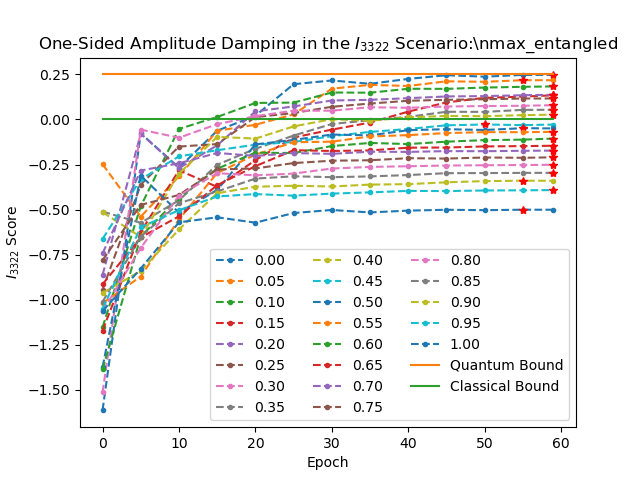 One-Sided Amplitude Damping in the I3322 Scenario:\nmax_entangled
0.25
0.00
−0.25
−0.50
−0.75
−1.00
−1.25
−1.50
I3322 Score
0.00 0.40 0.80
0.05 0.45 0.85
0.10 0.50 0.90
0.15 0.55 0.95
0.20 0.60 1.00
0.25 0.65 Quantum Bound
0.30 0.70 Classical Bound
0.35 0.75
0 10 20 30 40 50 60
Epoch